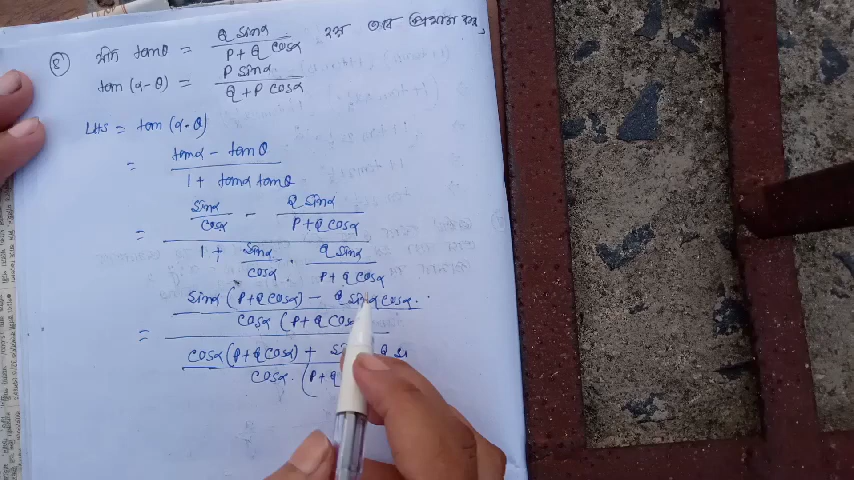 8) যদি tanθ = Q sinα / P + Q cosα হয় তবে প্রমাণ কর,
tan (α - θ) = P sinα / Q + P cosα
LHS = tan (α - θ)
= tanα - tanθ / 1 + tanα tanθ
= sinα/cosα - Q sinα / P + Q cosα
1 + sinα/cosα · Q sinα / P + Q cosα
sinα (P + Q cosα) - Q sinα cosα.
cosα (P + Q cosα
=
cosα (P + Q cosα) +
cosα. (P + Q